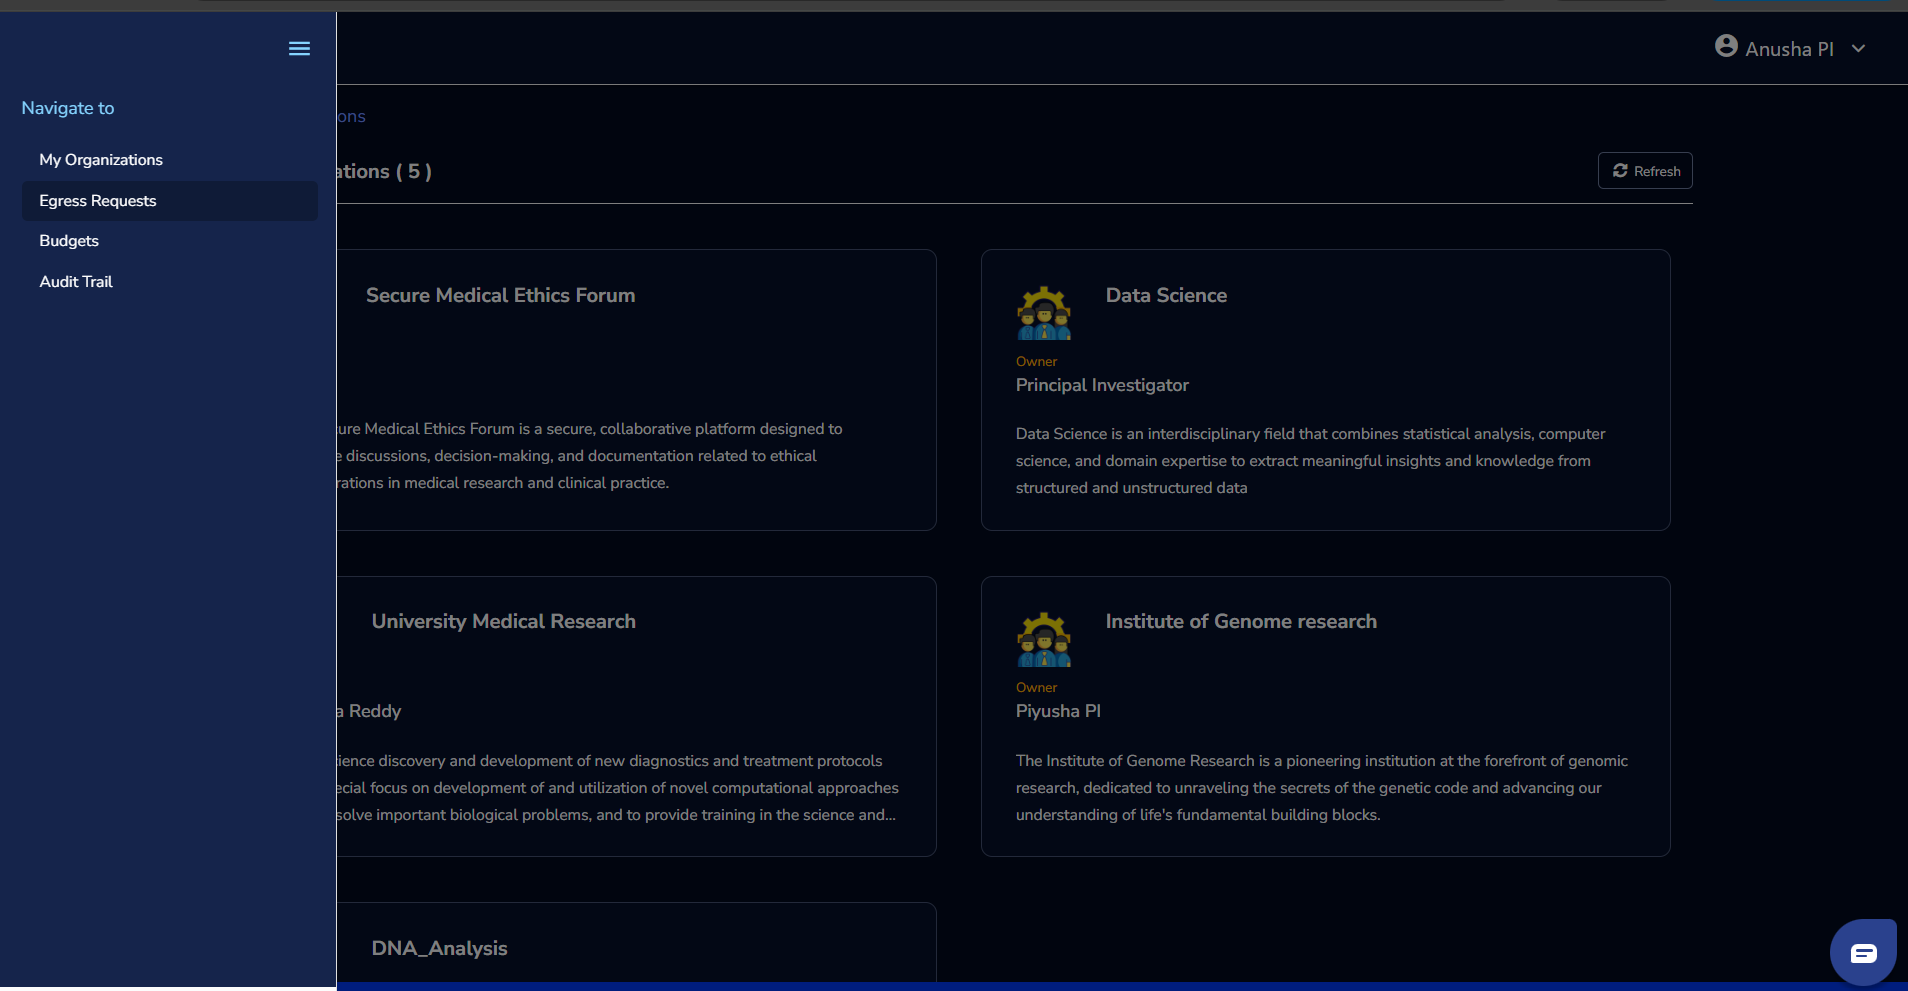 Anusha PI
Navigate to
My Organizations
Egress Requests
Budgets
Audit Trail
ons
ations ( 5 )
Refresh
Secure Medical Ethics Forum
ure Medical Ethics Forum is a secure, collaborative platform designed to
e discussions, decision-making, and documentation related to ethical
rations in medical research and clinical practice.
Data Science
Owner
Principal Investigator
Data Science is an interdisciplinary field that combines statistical analysis, computer
science, and domain expertise to extract meaningful insights and knowledge from
structured and unstructured data
University Medical Research
a Reddy
ience discovery and development of new diagnostics and treatment protocols
ecial focus on development of and utilization of novel computational approaches
solve important biological problems, and to provide training in the science and...
Institute of Genome research
Owner
Piyusha PI
The Institute of Genome Research is a pioneering institution at the forefront of genomic
research, dedicated to unraveling the secrets of the genetic code and advancing our
understanding of life's fundamental building blocks.
DNA_Analysis